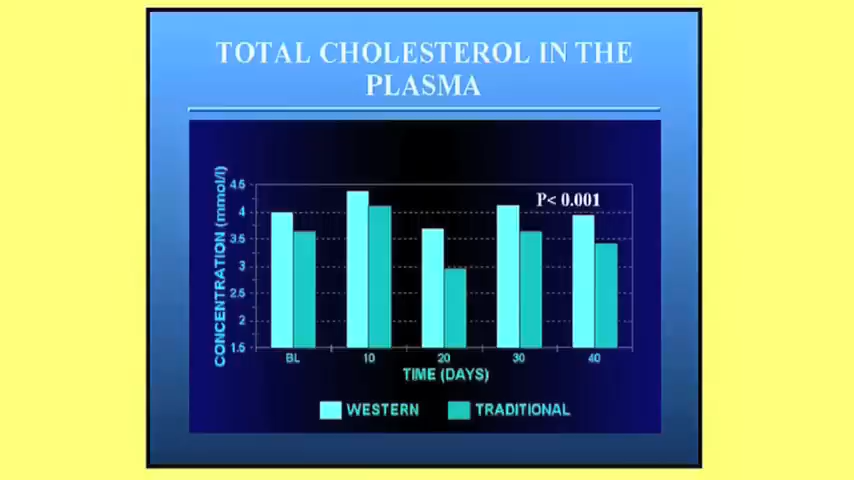 TOTAL CHOLESTEROL IN THE
PLASMA
CONCENTRATION (mmol/l)
4.5
4
3.5
3
2.5
2
1.5
P< 0.001
BL 10 20 30 40
TIME (DAYS)
WESTERN TRADITIONAL